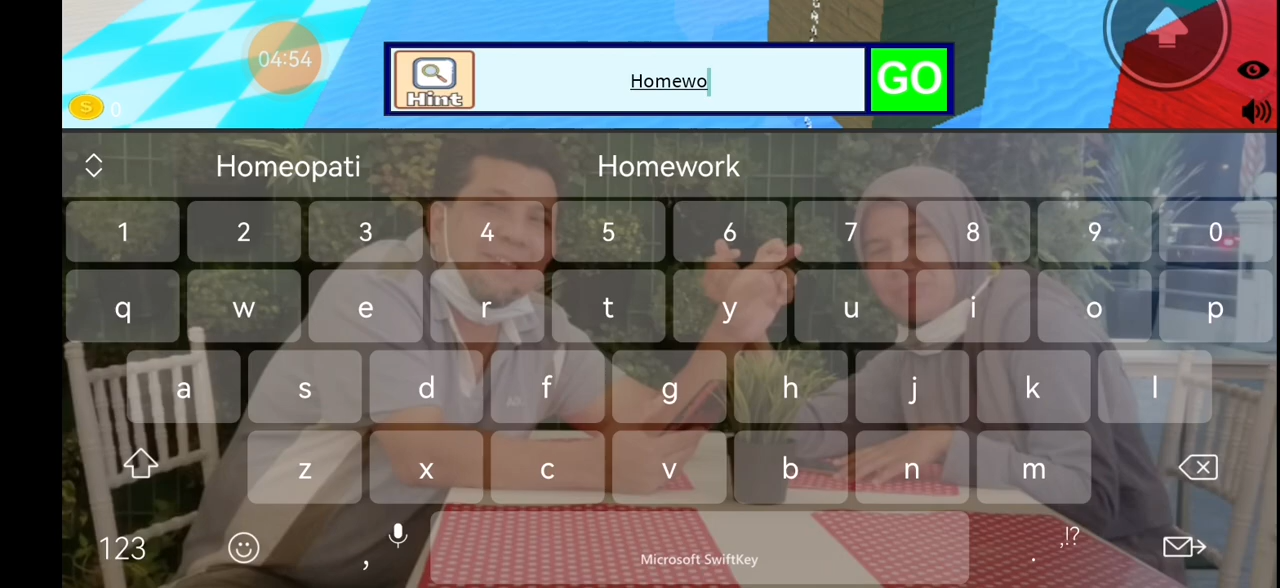 04:54
Hint
Homewo
GO
S 0
Homeopati Homework
1 2 3 4 5 6 7 8 9 0
q w e r t y u i o p
a s d f g h j k l
z x c v b n m
123 , Microsoft SwiftKey . ,!?